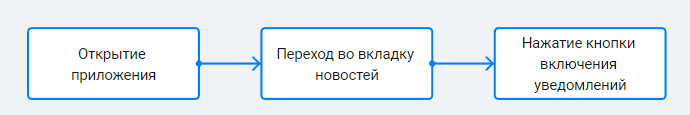 Открытие
приложения
Переход во вкладку
новостей
Нажатие кнопки
включения
уведомлений